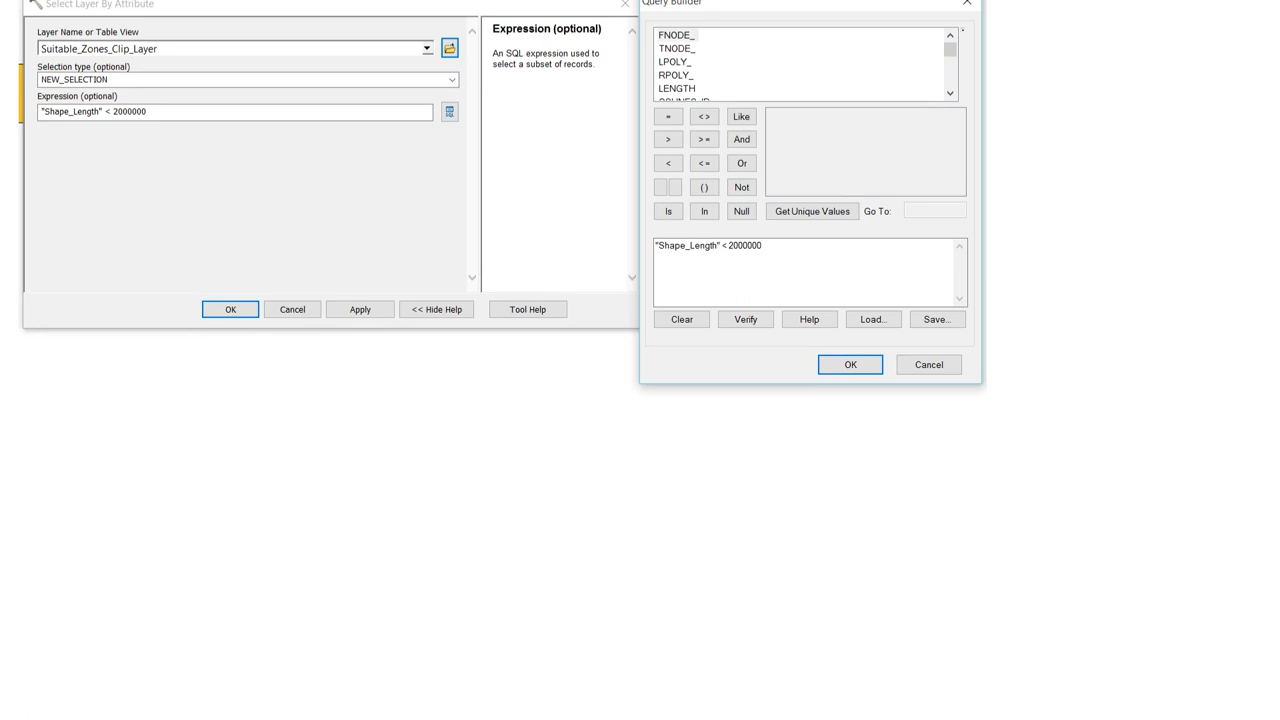 Select Layer By Attribute
Layer Name or Table View
Suitable_Zones_Clip_Layer
Selection type (optional)
NEW_SELECTION
Expression (optional)
"Shape_Length" < 2000000
OK
Cancel
Apply
<< Hide Help
Tool Help
Expression (optional)
An SQL expression used to
select a subset of records.
Query Builder
FNODE_
TNODE_
LPOLY_
RPOLY_
LENGTH
= <> Like
> >= And
< <= Or
() Not
Is In Null
Get Unique Values
Go To:
"Shape_Length" < 2000000
Clear
Verify
Help
Load...
Save...
OK
Cancel